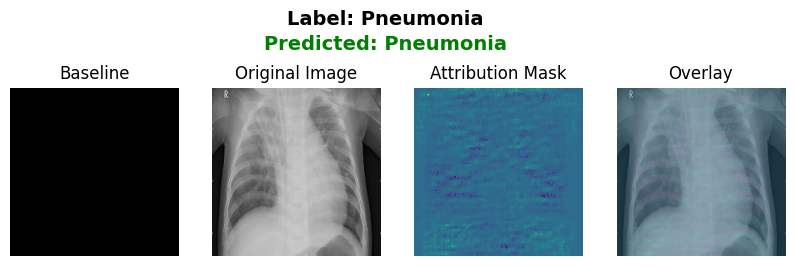 Label: Pneumonia
Predicted: Pneumonia
Baseline Original Image Attribution Mask Overlay
R
R